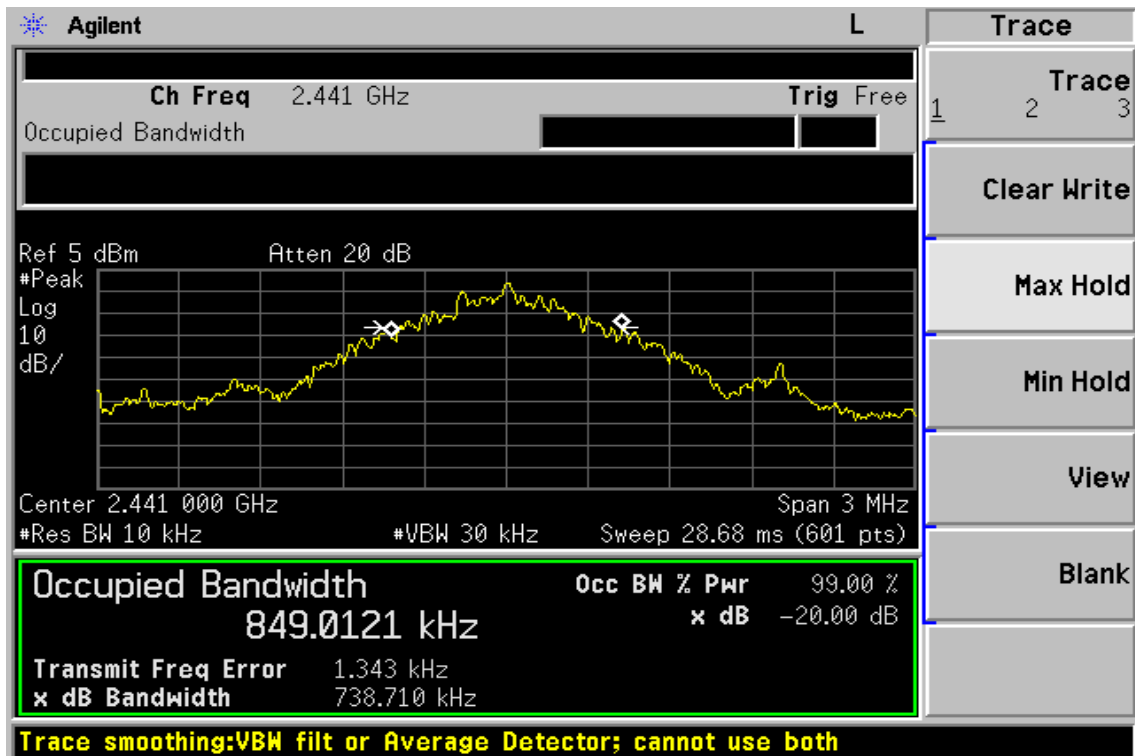 Agilent
L
Trace
Ch Freq 2.441 GHz
Trig Free
Occupied Bandwidth
Trace
1 2 3
Clear Write
Max Hold
Min Hold
View
Blank
Ref 5 dBm
Atten 20 dB
#Peak
Log
10
dB/
Center 2.441 000 GHz
Span 3 MHz
#Res BW 10 kHz
#VBW 30 kHz
Sweep 28.68 ms (601 pts)
Occupied Bandwidth
849.0121 kHz
Occ BW % Pwr 99.00 %
x dB -20.00 dB
Transmit Freq Error 1.343 kHz
x dB Bandwidth 738.710 kHz
Trace smoothing:VBW filt or Average Detector; cannot use both